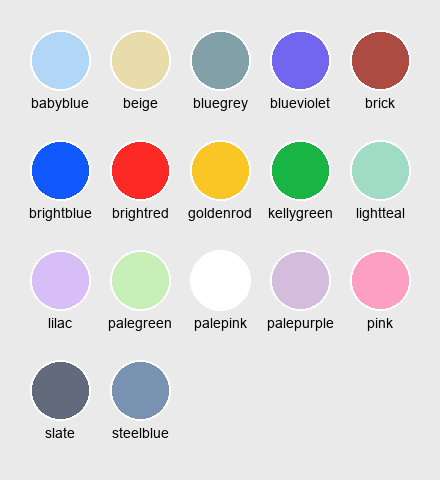 babyblue beige bluegrey blueviolet brick
brightblue brightred goldenrod kellygreen lightteal
lilac palegreen palepink palepurple pink
slate steelblue